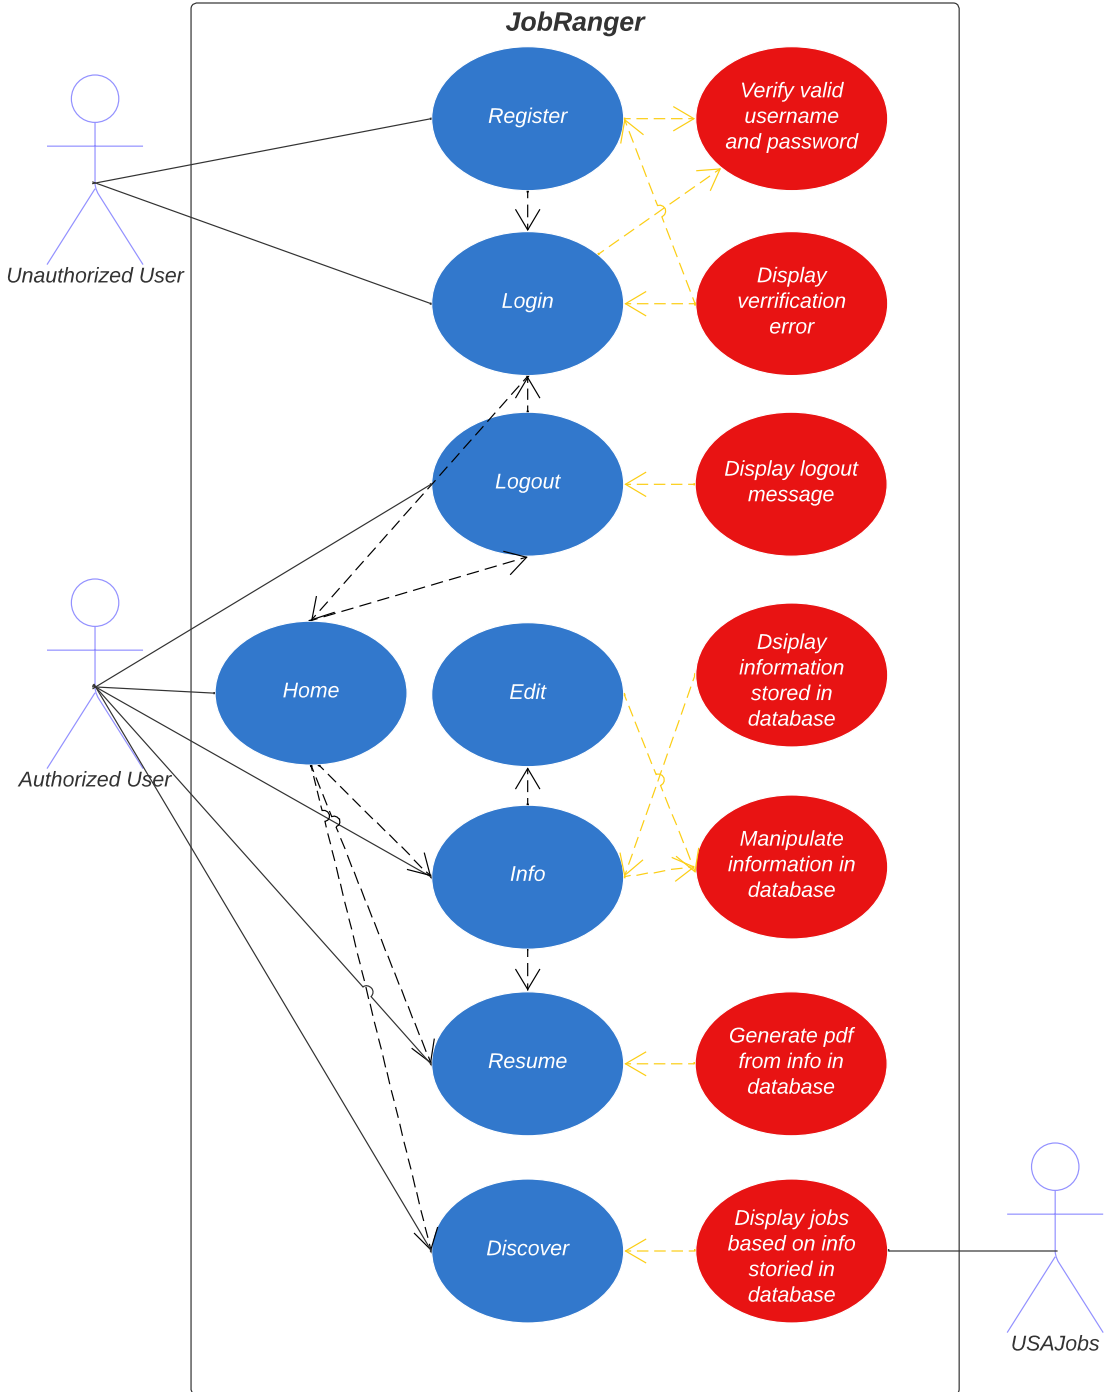 JobRanger
Register
Verify valid
username
and password
Unauthorized User
Login
Display
verrification
error
Logout
Display logout
message
Authorized User
Home
Edit
Dsiplay
information
stored in
database
Info
Manipulate
information in
database
Resume
Generate pdf
from info in
database
Discover
Display jobs
based on info
storied in
database
USAJobs